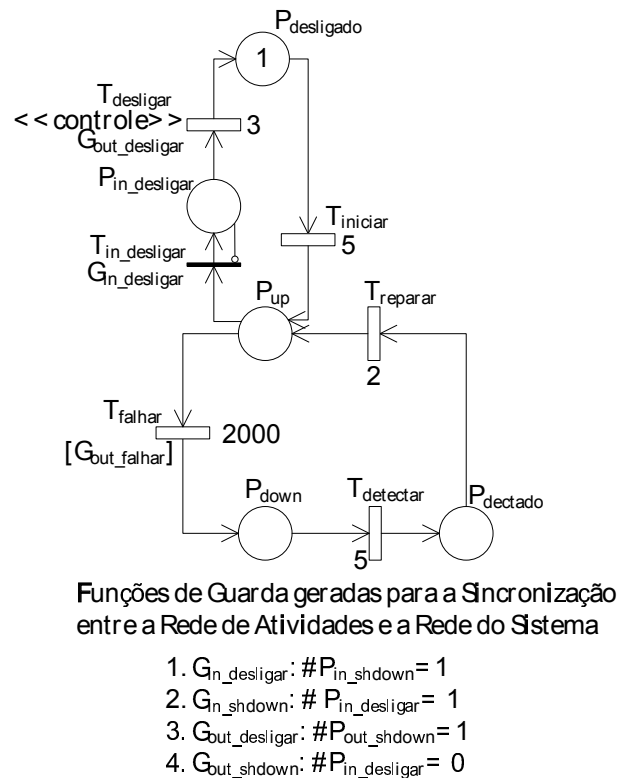 P_desligado
1
T_desligar
<<controle>>
3
G_out_desligar
P_in_desligar
T_iniciar
5
T_in_desligar
G_in_desligar
P_up
T_reparar
2
T_falhar
2000
[G_out_falhar]
P_down
T_detectar
P_dectado
5
Funções de Guarda geradas para a Sincronização
entre a Rede de Atividades e a Rede do Sistema
1. G_in_desligar: #P_in_shdown = 1
2. G_in_shdown: # P_in_desligar = 1
3. G_out_desligar: #P_out_shdown = 1
4. G_out_shdown: #P_in_desligar = 0